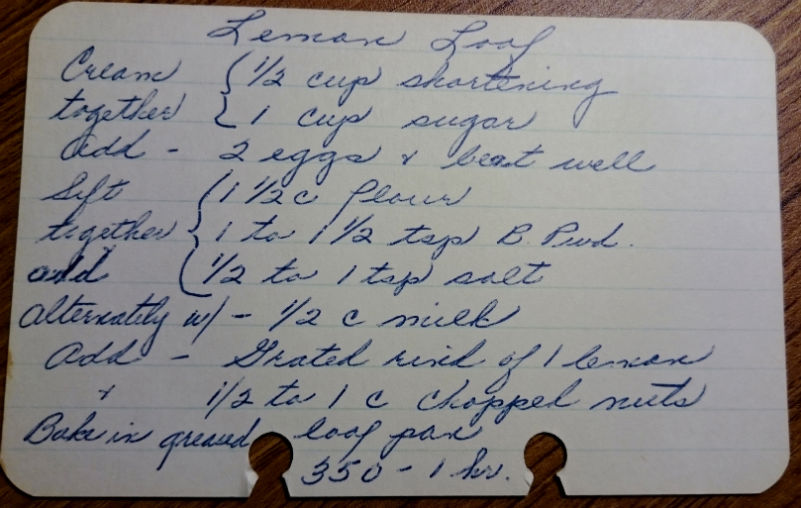 Lemon Loaf
Cream { 1/2 cup shortening
together { 1 cup sugar
add - 2 eggs & beat well
Sift { 1 1/2 c flour
together { 1 to 1 1/2 tsp B. Pwd.
add { 1/2 to 1 tsp salt
alternately w/ - 1/2 c milk
Add - Grated rind of 1 lemon
& 1/2 to 1 c chopped nuts
Bake in greased loaf pan
350 - 1 hr.